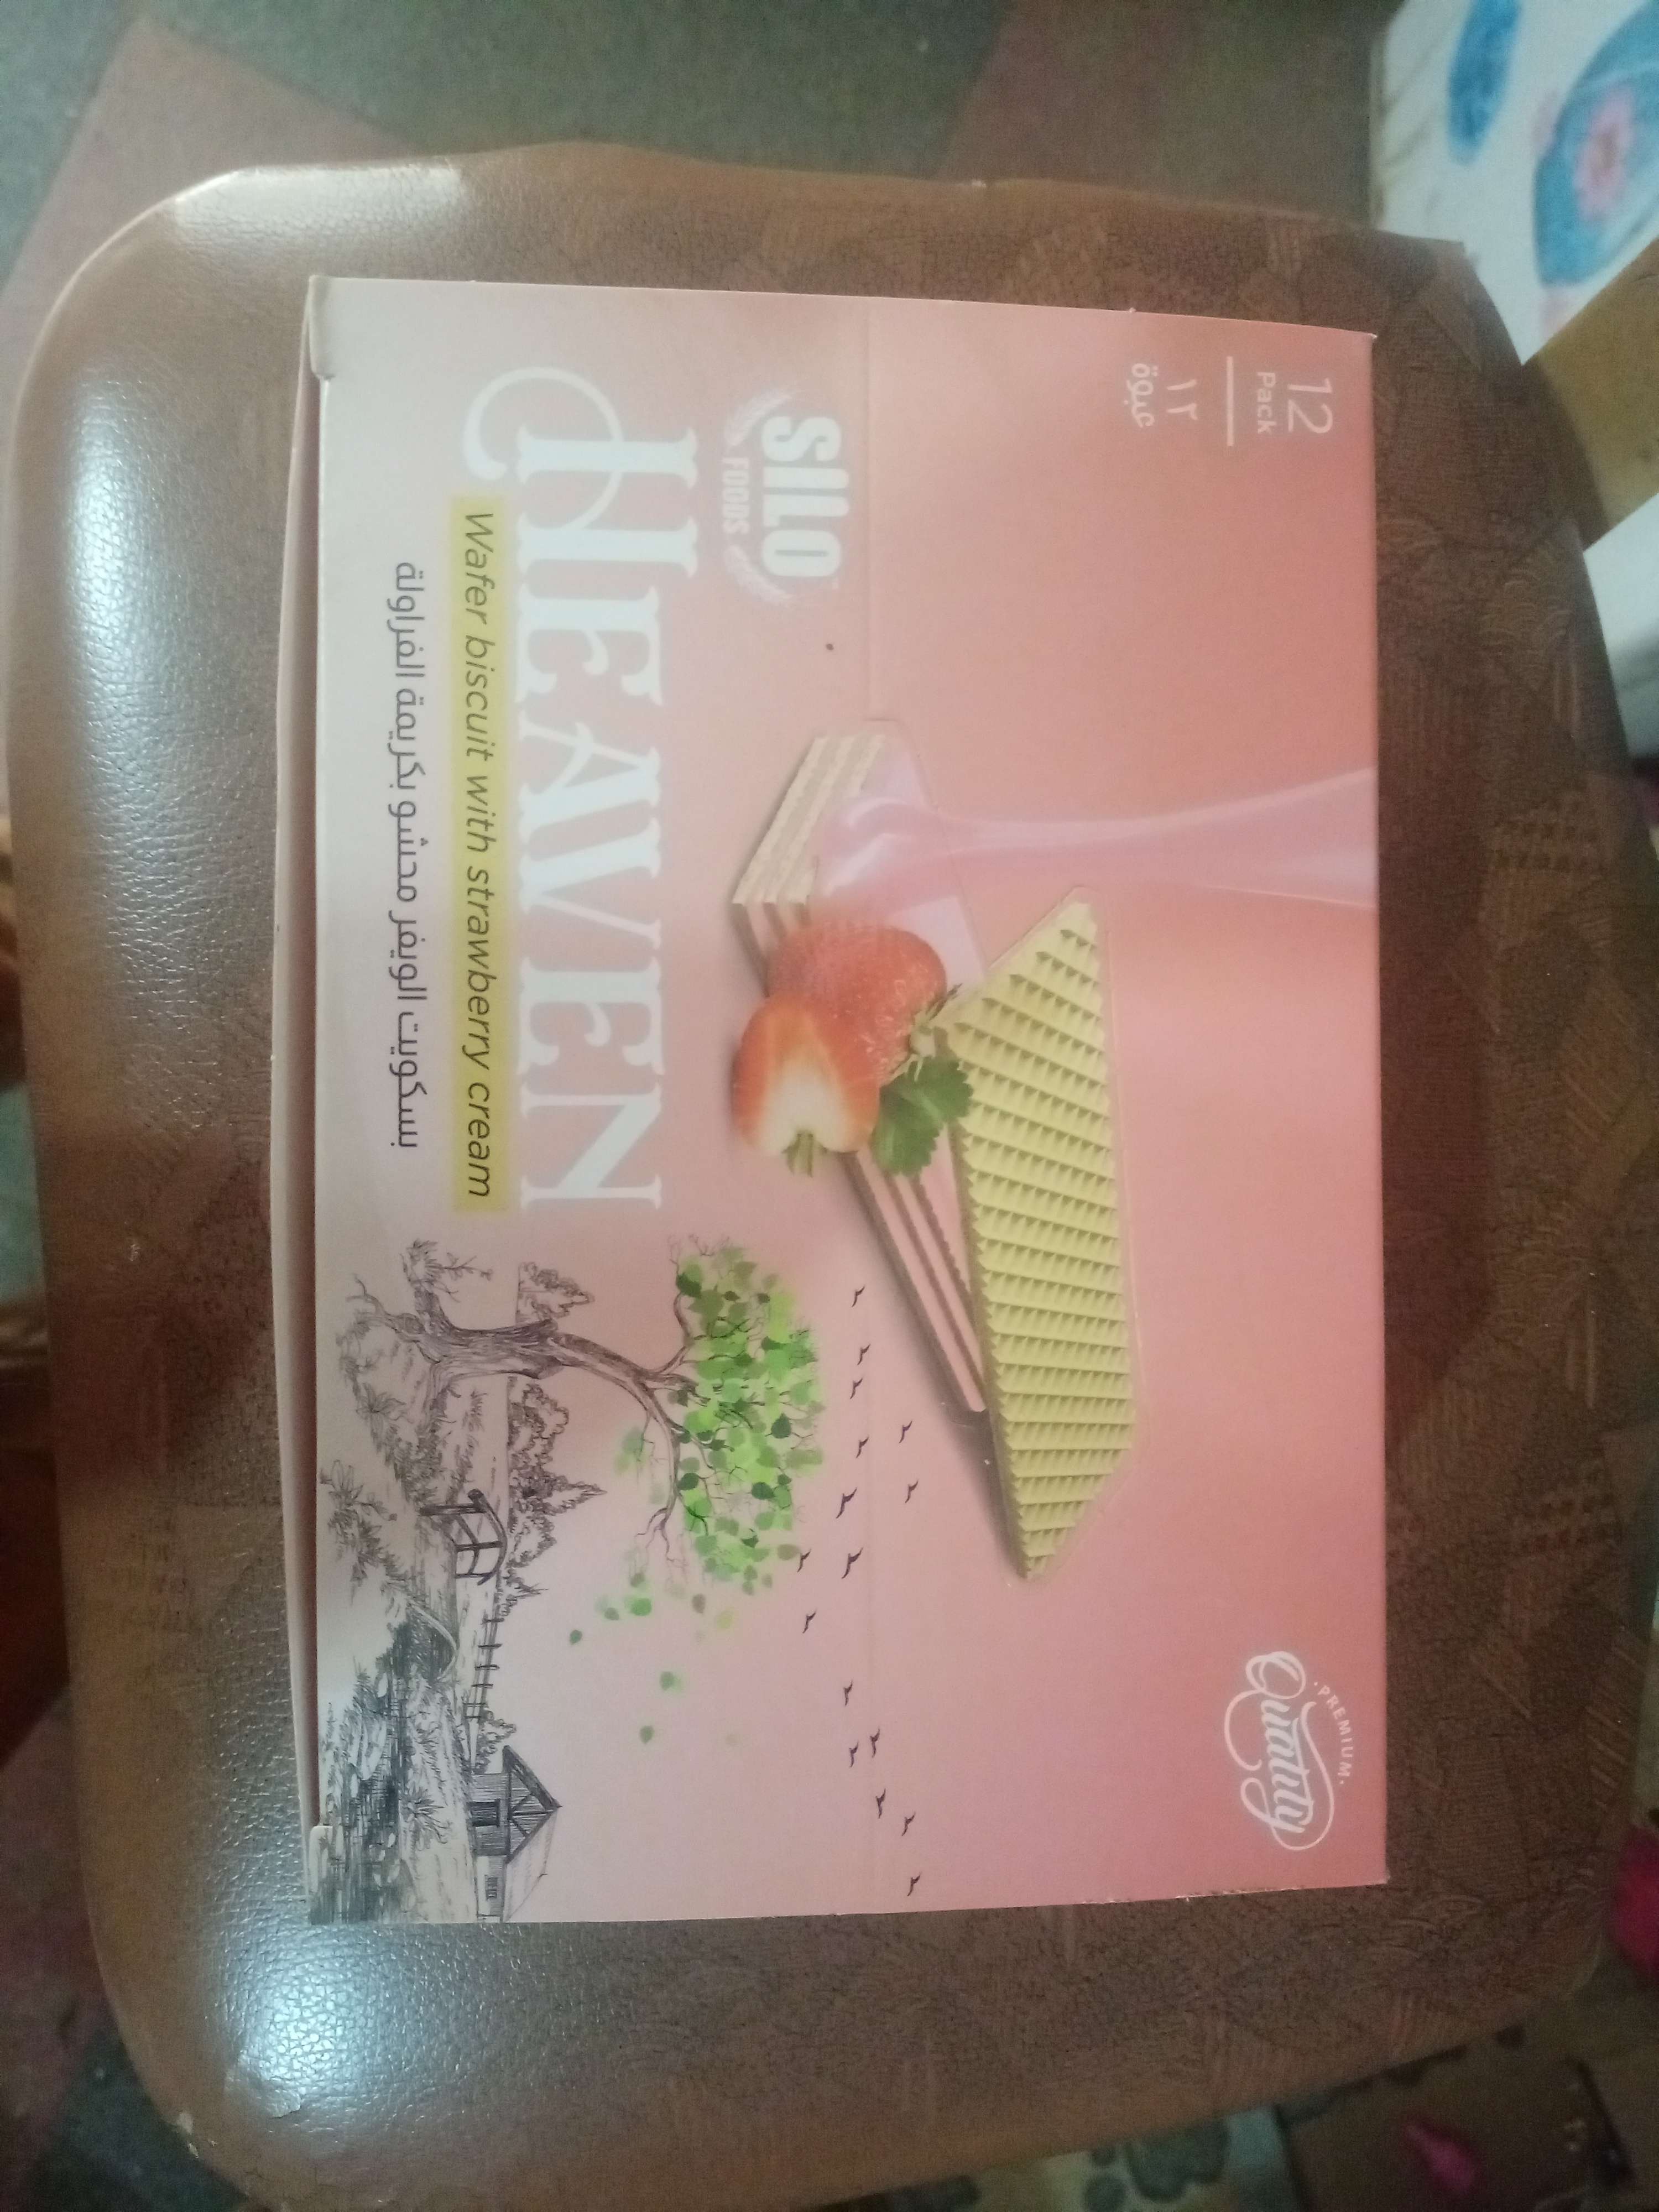 12
Pack
١٢
عبوة
PREMIUM
Quality
SILO
FOODS
HEAVEN
Wafer biscuit with strawberry cream
بسكويت الويفر محشو بكريمة الفراولة